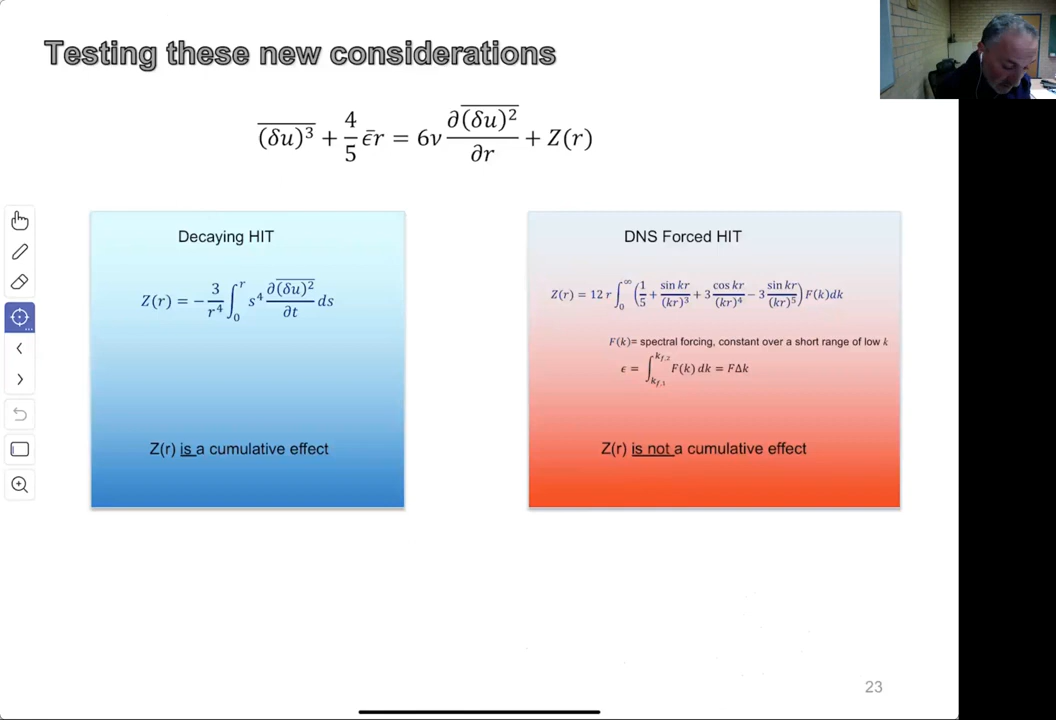 Testing these new considerations
$\overline{(\delta u)^3} + \frac{4}{5}\bar{\epsilon} r = 6\nu \frac{\partial \overline{(\delta u)^2}}{\partial r} + Z(r)$
Decaying HIT
$Z(r) = -\frac{3}{r^4}\int_0^r s^4 \frac{\partial \overline{(\delta u)^2}}{\partial t} ds$
Z(r) is a cumulative effect
DNS Forced HIT
$Z(r) = 12\,r\int_0^\infty \left(\frac{1}{5} + \frac{\sin kr}{(kr)^3} + 3\frac{\cos kr}{(kr)^4} - 3\frac{\sin kr}{(kr)^5}\right) F(k)dk$
F(k)= spectral forcing, constant over a short range of low k
$\epsilon = \int_{k_{f,1}}^{k_{f,2}} F(k)\,dk = F\Delta k$
Z(r) is not a cumulative effect
23